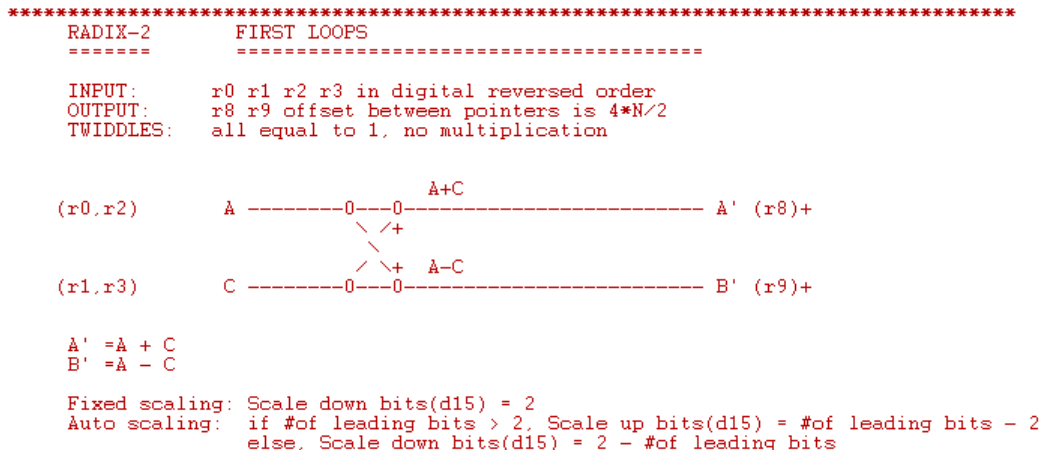 ************************************************************************************************
RADIX-2 FIRST LOOPS
======= ========================================
INPUT: r0 r1 r2 r3 in digital reversed order
OUTPUT: r8 r9 offset between pointers is 4*N/2
TWIDDLES: all equal to 1, no multiplication
A+C
(r0,r2) A --------0---0------------------------- A' (r8)+
\ /+
\
/ \+ A-C
(r1,r3) C --------0---0------------------------- B' (r9)+
A' =A + C
B' =A - C
Fixed scaling: Scale down bits(d15) = 2
Auto scaling: if #of leading bits > 2, Scale up bits(d15) = #of leading bits - 2
else, Scale down bits(d15) = 2 - #of leading bits